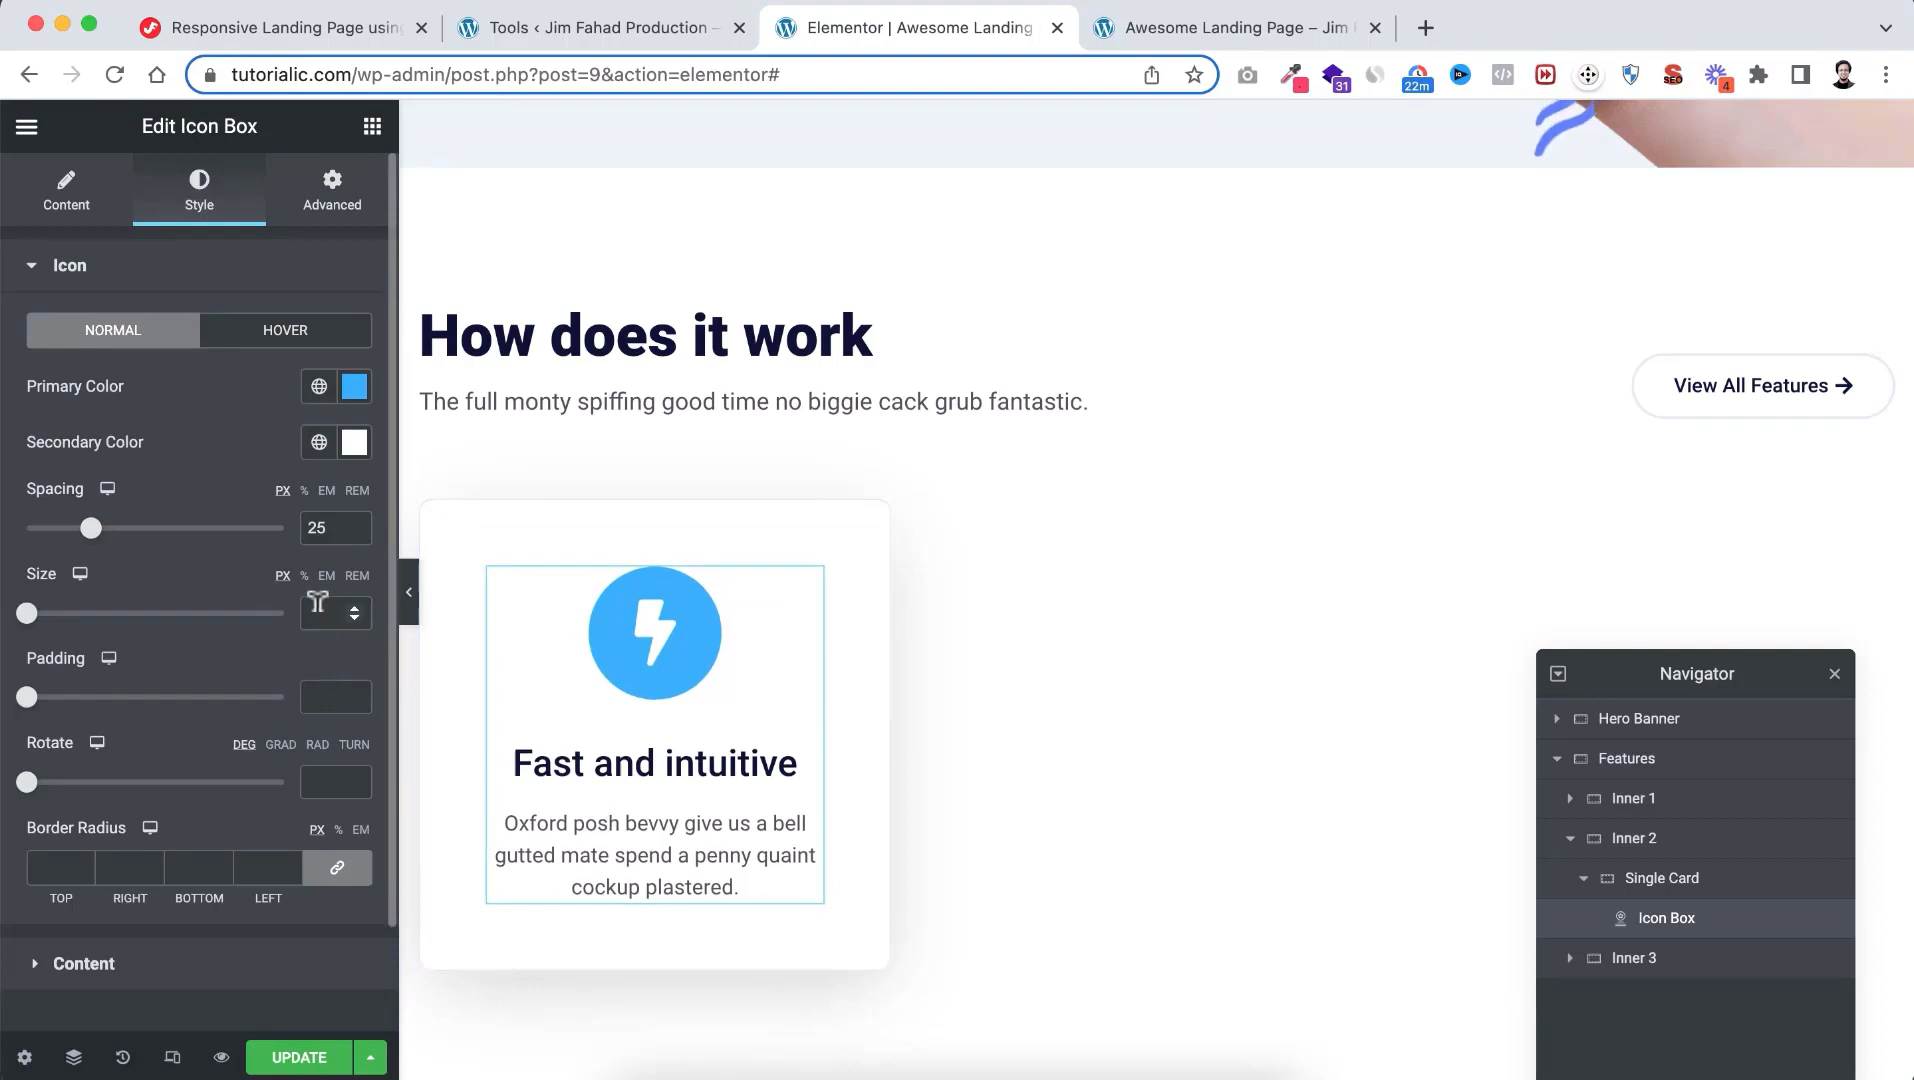 Responsive Landing Page using
Tools ‹ Jim Fahad Production –
Elementor | Awesome Landing
Awesome Landing Page – Jim F
tutorialic.com/wp-admin/post.php?post=9&action=elementor#
31
22m
SEO
4
Edit Icon Box
Content
Style
Advanced
Icon
NORMAL
HOVER
Primary Color
Secondary Color
Spacing
PX % EM REM
25
Size
PX % EM REM
Padding
Rotate
DEG GRAD RAD TURN
Border Radius
PX % EM
TOP RIGHT BOTTOM LEFT
Content
UPDATE
How does it work
The full monty spiffing good time no biggie cack grub fantastic.
View All Features
Fast and intuitive
Oxford posh bevvy give us a bell
gutted mate spend a penny quaint
cockup plastered.
Navigator
Hero Banner
Features
Inner 1
Inner 2
Single Card
Icon Box
Inner 3